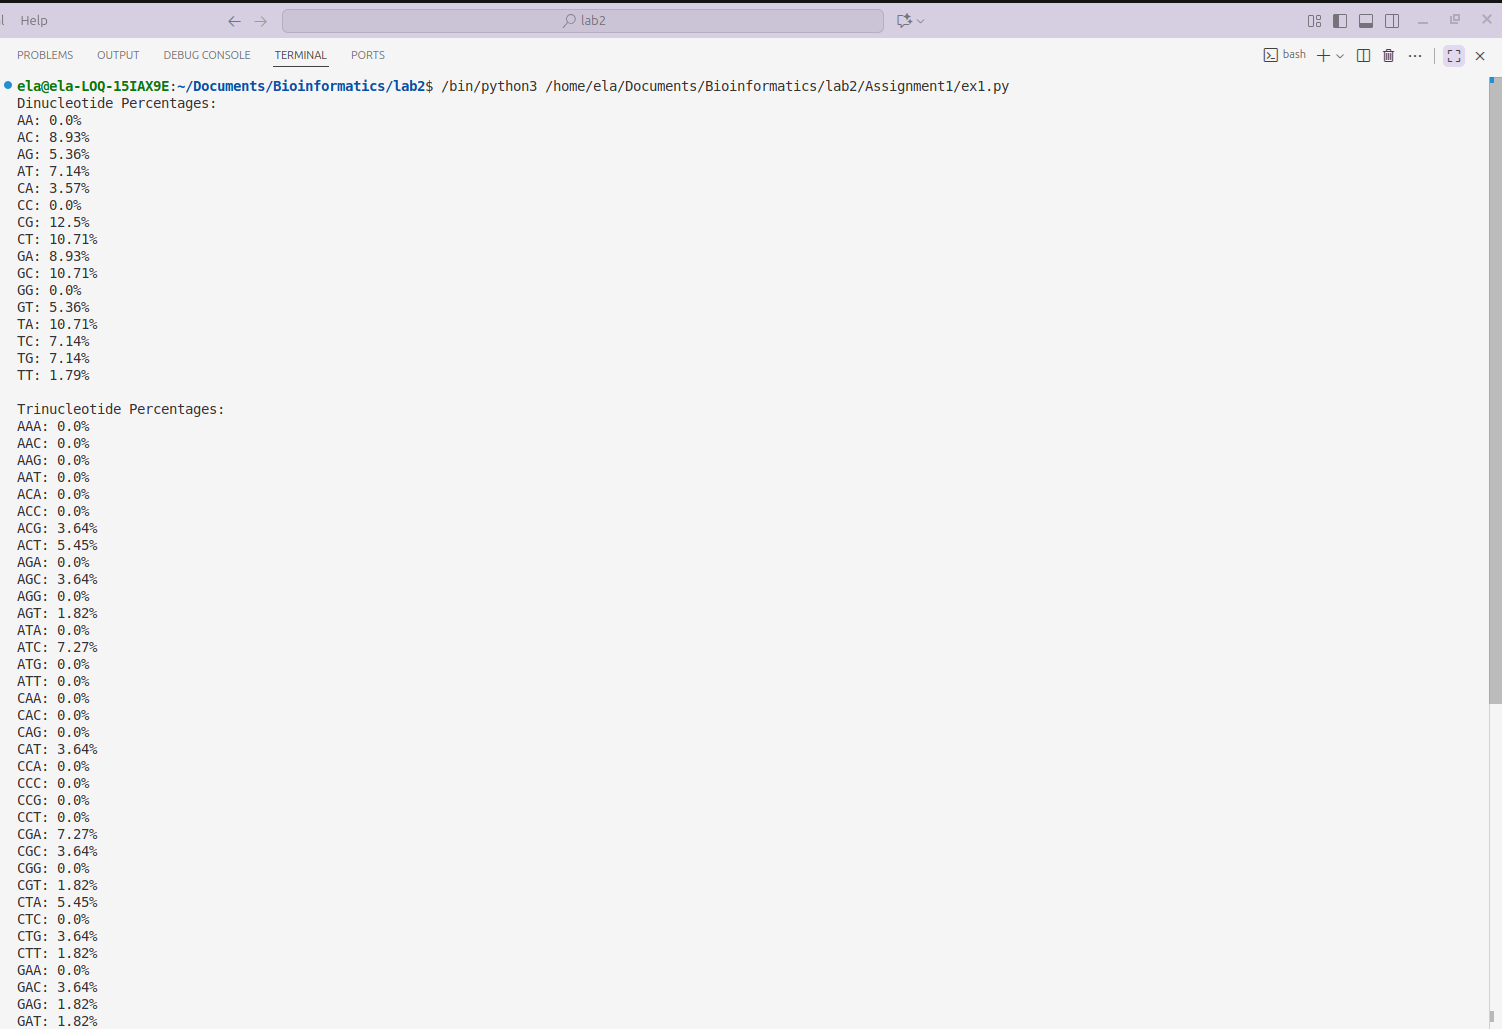 l Help lab2
PROBLEMS OUTPUT DEBUG CONSOLE TERMINAL PORTS bash
ela@ela-LOQ-15IAX9E:~/Documents/Bioinformatics/lab2$ /bin/python3 /home/ela/Documents/Bioinformatics/lab2/Assignment1/ex1.py
Dinucleotide Percentages:
AA: 0.0%
AC: 8.93%
AG: 5.36%
AT: 7.14%
CA: 3.57%
CC: 0.0%
CG: 12.5%
CT: 10.71%
GA: 8.93%
GC: 10.71%
GG: 0.0%
GT: 5.36%
TA: 10.71%
TC: 7.14%
TG: 7.14%
TT: 1.79%
Trinucleotide Percentages:
AAA: 0.0%
AAC: 0.0%
AAG: 0.0%
AAT: 0.0%
ACA: 0.0%
ACC: 0.0%
ACG: 3.64%
ACT: 5.45%
AGA: 0.0%
AGC: 3.64%
AGG: 0.0%
AGT: 1.82%
ATA: 0.0%
ATC: 7.27%
ATG: 0.0%
ATT: 0.0%
CAA: 0.0%
CAC: 0.0%
CAG: 0.0%
CAT: 3.64%
CCA: 0.0%
CCC: 0.0%
CCG: 0.0%
CCT: 0.0%
CGA: 7.27%
CGC: 3.64%
CGG: 0.0%
CGT: 1.82%
CTA: 5.45%
CTC: 0.0%
CTG: 3.64%
CTT: 1.82%
GAA: 0.0%
GAC: 3.64%
GAG: 1.82%
GAT: 1.82%